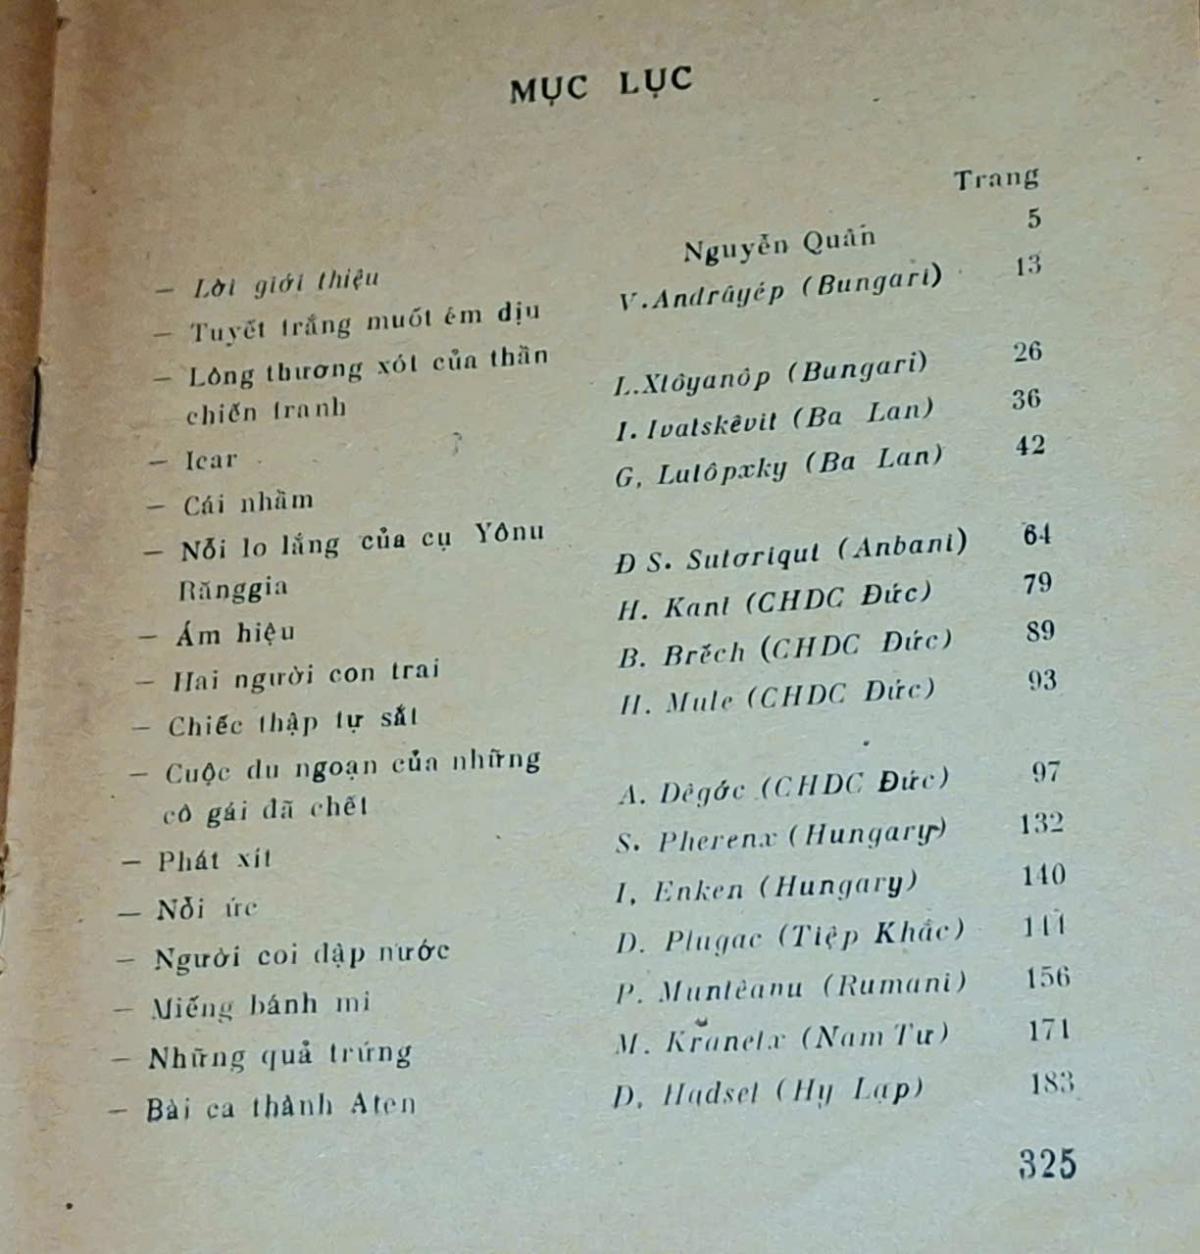 MỤC LỤC
Trang
— Lời giới thiệu Nguyễn Quân 5
— Tuyết trắng muốt êm dịu V.Andrâyép (Bungari) 13
— Lông thương xót của thần
chiến tranh L.Xtôyanôp (Bungari) 26
— Icar I. Ivatskêvit (Ba Lan) 36
— Cái nhầm G, Lutôpxky (Ba Lan) 42
— Nỗi lo lắng của cụ Yônu
Rănggia Đ S. Sutơriqut (Anbani) 64
— Ám hiệu H. Kant (CHDC Đức) 79
— Hai người con trai B. Brếch (CHDC Đức) 89
— Chiếc thập tự sắt H. Mule (CHDC Đức) 93
— Cuộc du ngoạn của những
cô gái đã chết A. Dêgớc (CHDC Đức) 97
— Phát xít S. Pherenx (Hungary) 132
— Nỗi ức I, Enken (Hungary) 140
— Người coi đập nước D. Plugac (Tiệp Khắc) 144
— Miếng bánh mì P. Muntêanu (Rumani) 156
— Những quả trứng M. Kranetx (Nam Tư) 171
— Bài ca thành Aten D. Hadset (Hy Lạp) 183
325